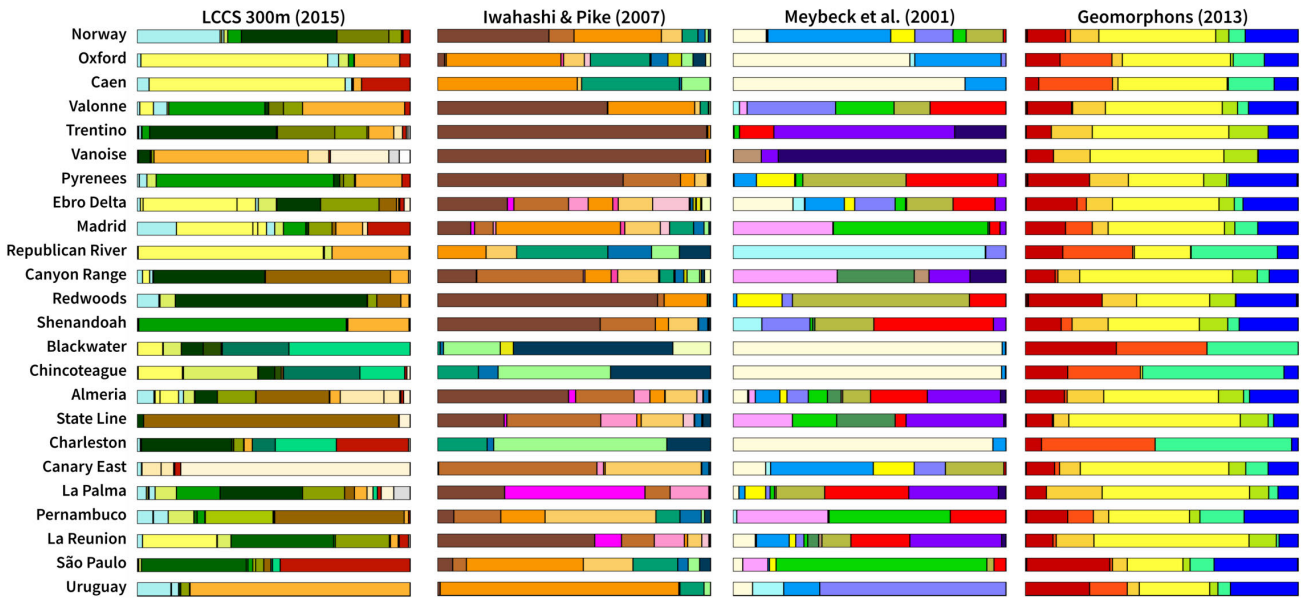 LCCS 300m (2015) Iwahashi & Pike (2007) Meybeck et al. (2001) Geomorphons (2013)
Norway
Oxford
Caen
Valonne
Trentino
Vanoise
Pyrenees
Ebro Delta
Madrid
Republican River
Canyon Range
Redwoods
Shenandoah
Blackwater
Chincoteague
Almeria
State Line
Charleston
Canary East
La Palma
Pernambuco
La Reunion
São Paulo
Uruguay